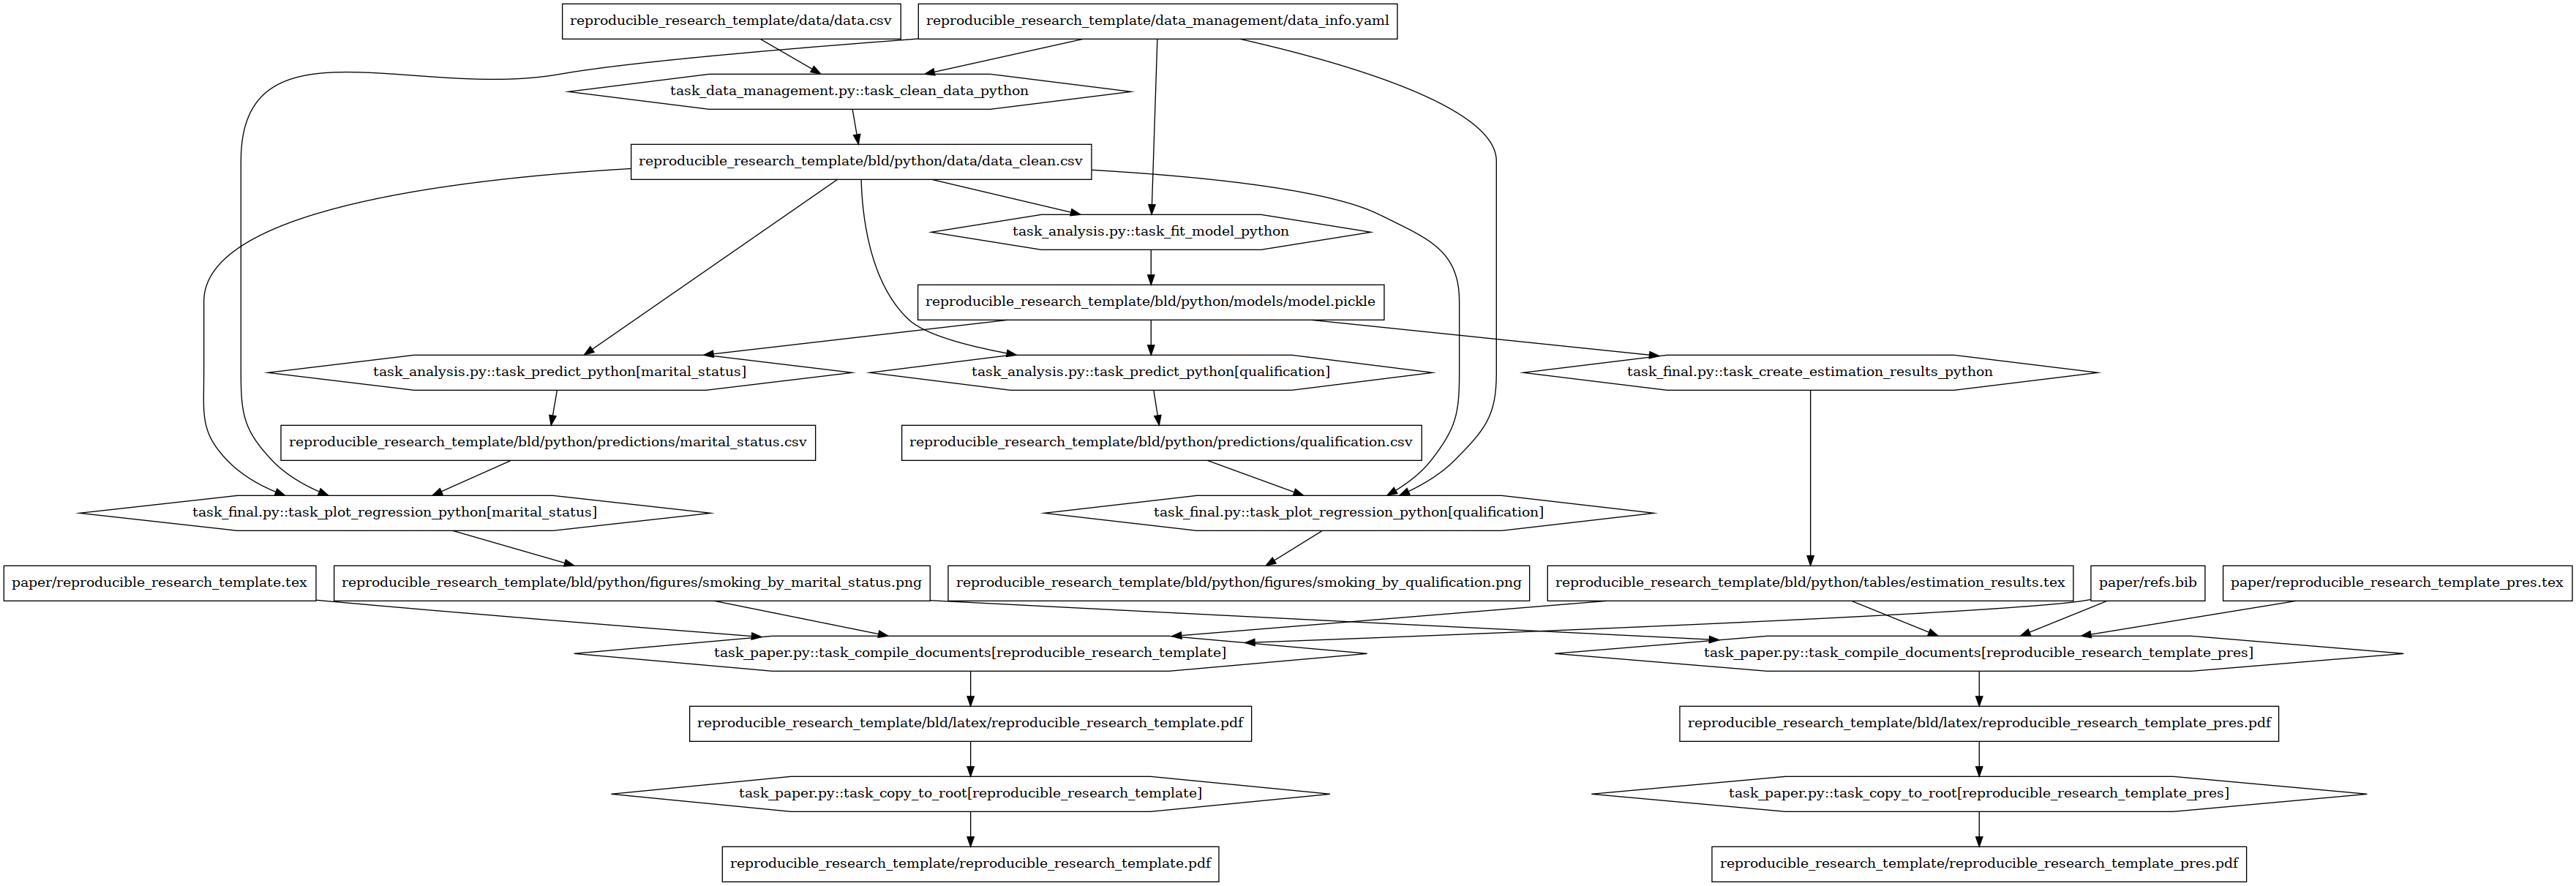 reproducible_research_template/data/data.csv
reproducible_research_template/data_management/data_info.yaml
task_data_management.py::task_clean_data_python
reproducible_research_template/bld/python/data/data_clean.csv
task_analysis.py::task_fit_model_python
reproducible_research_template/bld/python/models/model.pickle
task_analysis.py::task_predict_python[marital_status]
task_analysis.py::task_predict_python[qualification]
task_final.py::task_create_estimation_results_python
reproducible_research_template/bld/python/predictions/marital_status.csv
reproducible_research_template/bld/python/predictions/qualification.csv
task_final.py::task_plot_regression_python[marital_status]
task_final.py::task_plot_regression_python[qualification]
paper/reproducible_research_template.tex
reproducible_research_template/bld/python/figures/smoking_by_marital_status.png
reproducible_research_template/bld/python/figures/smoking_by_qualification.png
reproducible_research_template/bld/python/tables/estimation_results.tex
paper/refs.bib
paper/reproducible_research_template_pres.tex
task_paper.py::task_compile_documents[reproducible_research_template]
task_paper.py::task_compile_documents[reproducible_research_template_pres]
reproducible_research_template/bld/latex/reproducible_research_template.pdf
reproducible_research_template/bld/latex/reproducible_research_template_pres.pdf
task_paper.py::task_copy_to_root[reproducible_research_template]
task_paper.py::task_copy_to_root[reproducible_research_template_pres]
reproducible_research_template/reproducible_research_template.pdf
reproducible_research_template/reproducible_research_template_pres.pdf